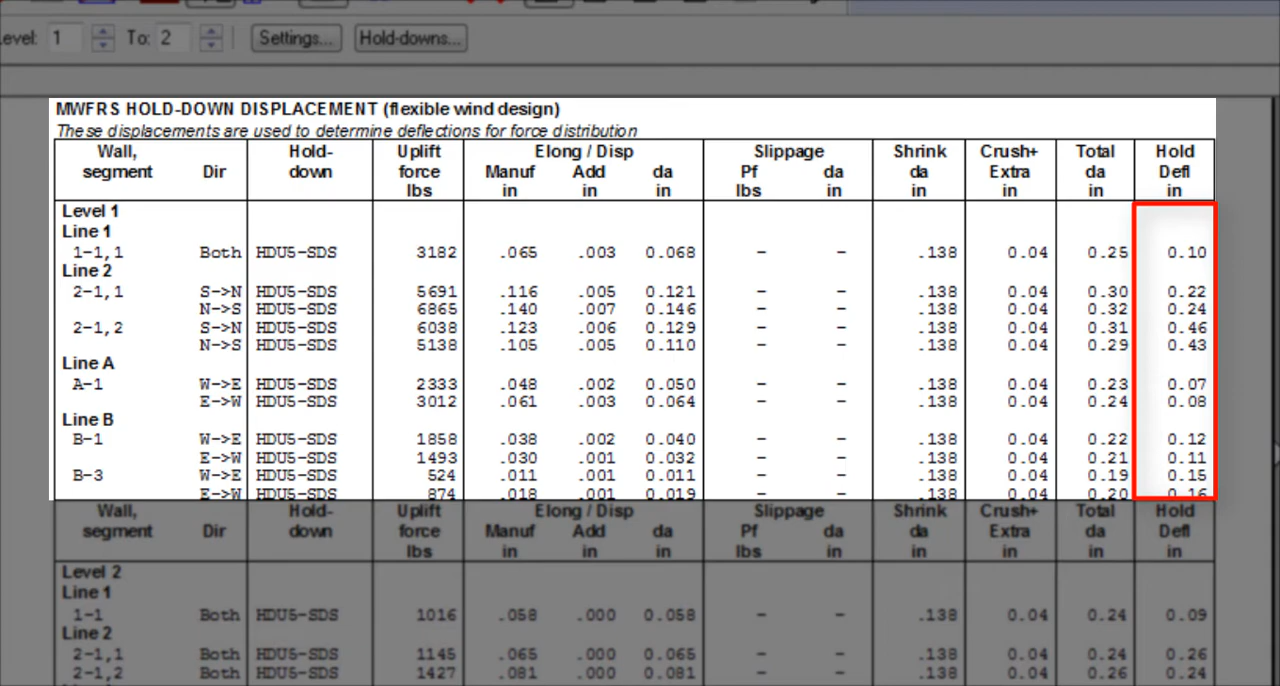 Level: 1 To: 2 Settings... Hold-downs...
MWFRS HOLD-DOWN DISPLACEMENT (flexible wind design)
These displacements are used to determine deflections for force distribution
Wall, Hold- Uplift Elong / Disp Slippage Shrink Crush+ Total Hold
segment Dir down force Manuf Add da Pf da da Extra da Defl
lbs in in in lbs in in in in in
Level 1
Line 1
1-1,1 Both HDU5-SDS 3182 .065 .003 0.068 – – .138 0.04 0.25 0.10
Line 2
2-1,1 S->N HDU5-SDS 5691 .116 .005 0.121 – – .138 0.04 0.30 0.22
N->S HDU5-SDS 6865 .140 .007 0.146 – – .138 0.04 0.32 0.24
2-1,2 S->N HDU5-SDS 6038 .123 .006 0.129 – – .138 0.04 0.31 0.46
N->S HDU5-SDS 5138 .105 .005 0.110 – – .138 0.04 0.29 0.43
Line A
A-1 W->E HDU5-SDS 2333 .048 .002 0.050 – – .138 0.04 0.23 0.07
E->W HDU5-SDS 3012 .061 .003 0.064 – – .138 0.04 0.24 0.08
Line B
B-1 W->E HDU5-SDS 1858 .038 .002 0.040 – – .138 0.04 0.22 0.12
E->W HDU5-SDS 1493 .030 .001 0.032 – – .138 0.04 0.21 0.11
B-3 W->E HDU5-SDS 524 .011 .001 0.011 – – .138 0.04 0.19 0.15
E->W HDU5-SDS 874 .018 .001 0.019 – – .138 0.04 0.20 0.16
Wall, Hold- Uplift Elong / Disp Slippage Shrink Crush+ Total Hold
segment Dir down force Manuf Add da Pf da da Extra da Defl
lbs in in in lbs in in in in in
Level 2
Line 1
1-1 Both HDU5-SDS 1016 .058 .000 0.058 – – .138 0.04 0.24 0.09
Line 2
2-1,1 Both HDU5-SDS 1145 .065 .000 0.065 – – .138 0.04 0.24 0.26
2-1,2 Both HDU5-SDS 1427 .081 .000 0.081 – – .138 0.04 0.26 0.24